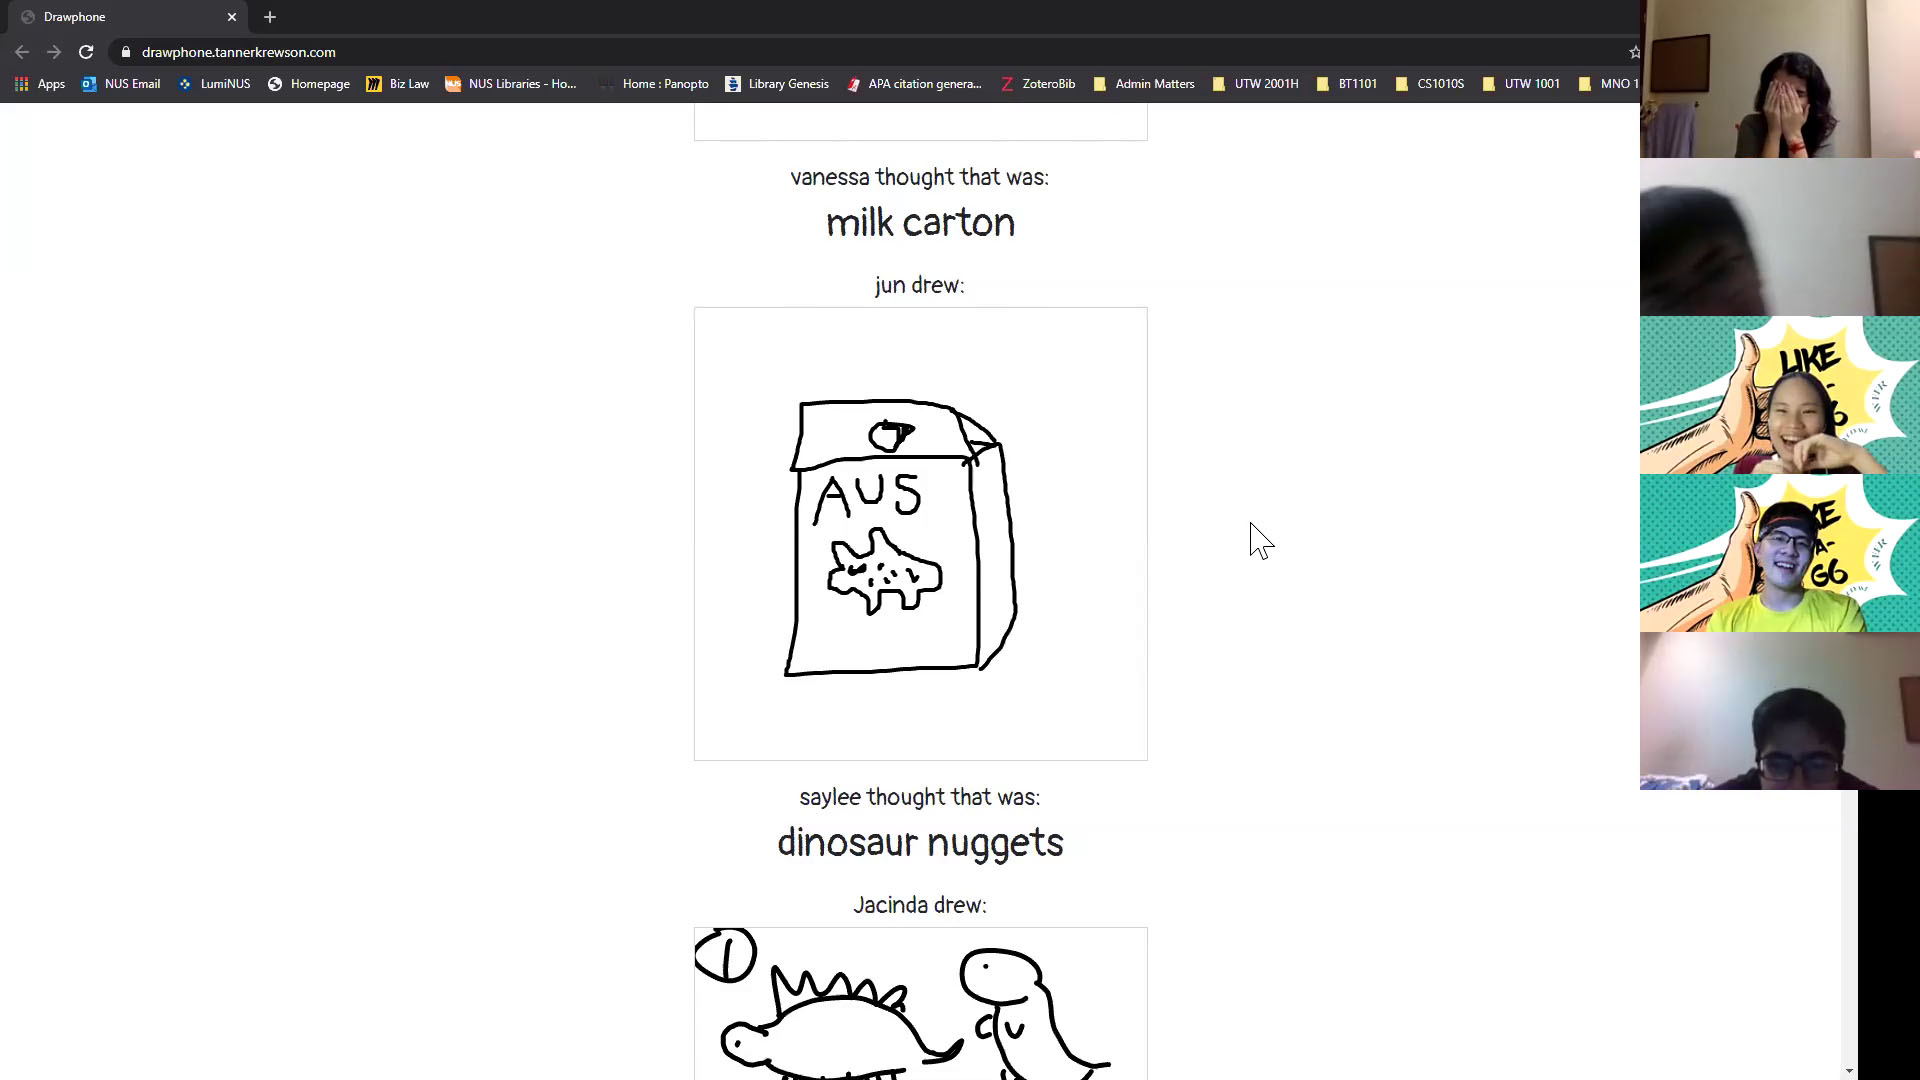 Drawphone
drawphone.tannerkrewson.com
Apps NUS Email LumiNUS Homepage Biz Law NUS Libraries - Ho... Home : Panopto Library Genesis APA citation genera... ZoteroBib Admin Matters UTW 2001H BT1101 CS1010S UTW 1001 MNO 1
vanessa thought that was:
milk carton
jun drew:
AUS
saylee thought that was:
dinosaur nuggets
Jacinda drew:
1
LIKE